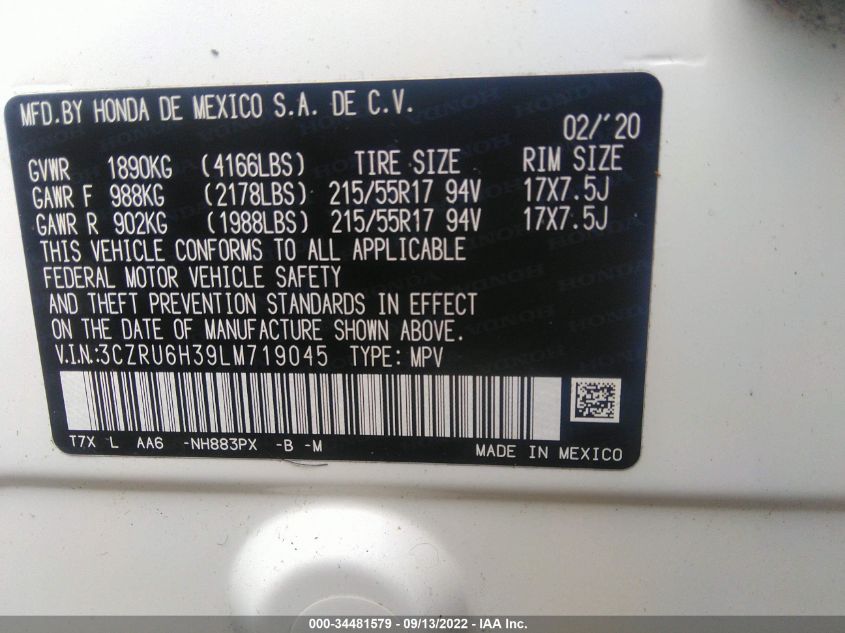 MFD.BY HONDA DE MEXICO S.A. DE C.V.
02/'20
GVWR 1890KG (4166LBS) TIRE SIZE RIM SIZE
GAWR F 988KG (2178LBS) 215/55R17 94V 17X7.5J
GAWR R 902KG (1988LBS) 215/55R17 94V 17X7.5J
THIS VEHICLE CONFORMS TO ALL APPLICABLE
FEDERAL MOTOR VEHICLE SAFETY
AND THEFT PREVENTION STANDARDS IN EFFECT
ON THE DATE OF MANUFACTURE SHOWN ABOVE.
V.I.N.:3CZRU6H39LM719045 TYPE: MPV
T7X L AA6 -NH883PX -B -M MADE IN MEXICO
000-34481579 - 09/13/2022 - IAA Inc.